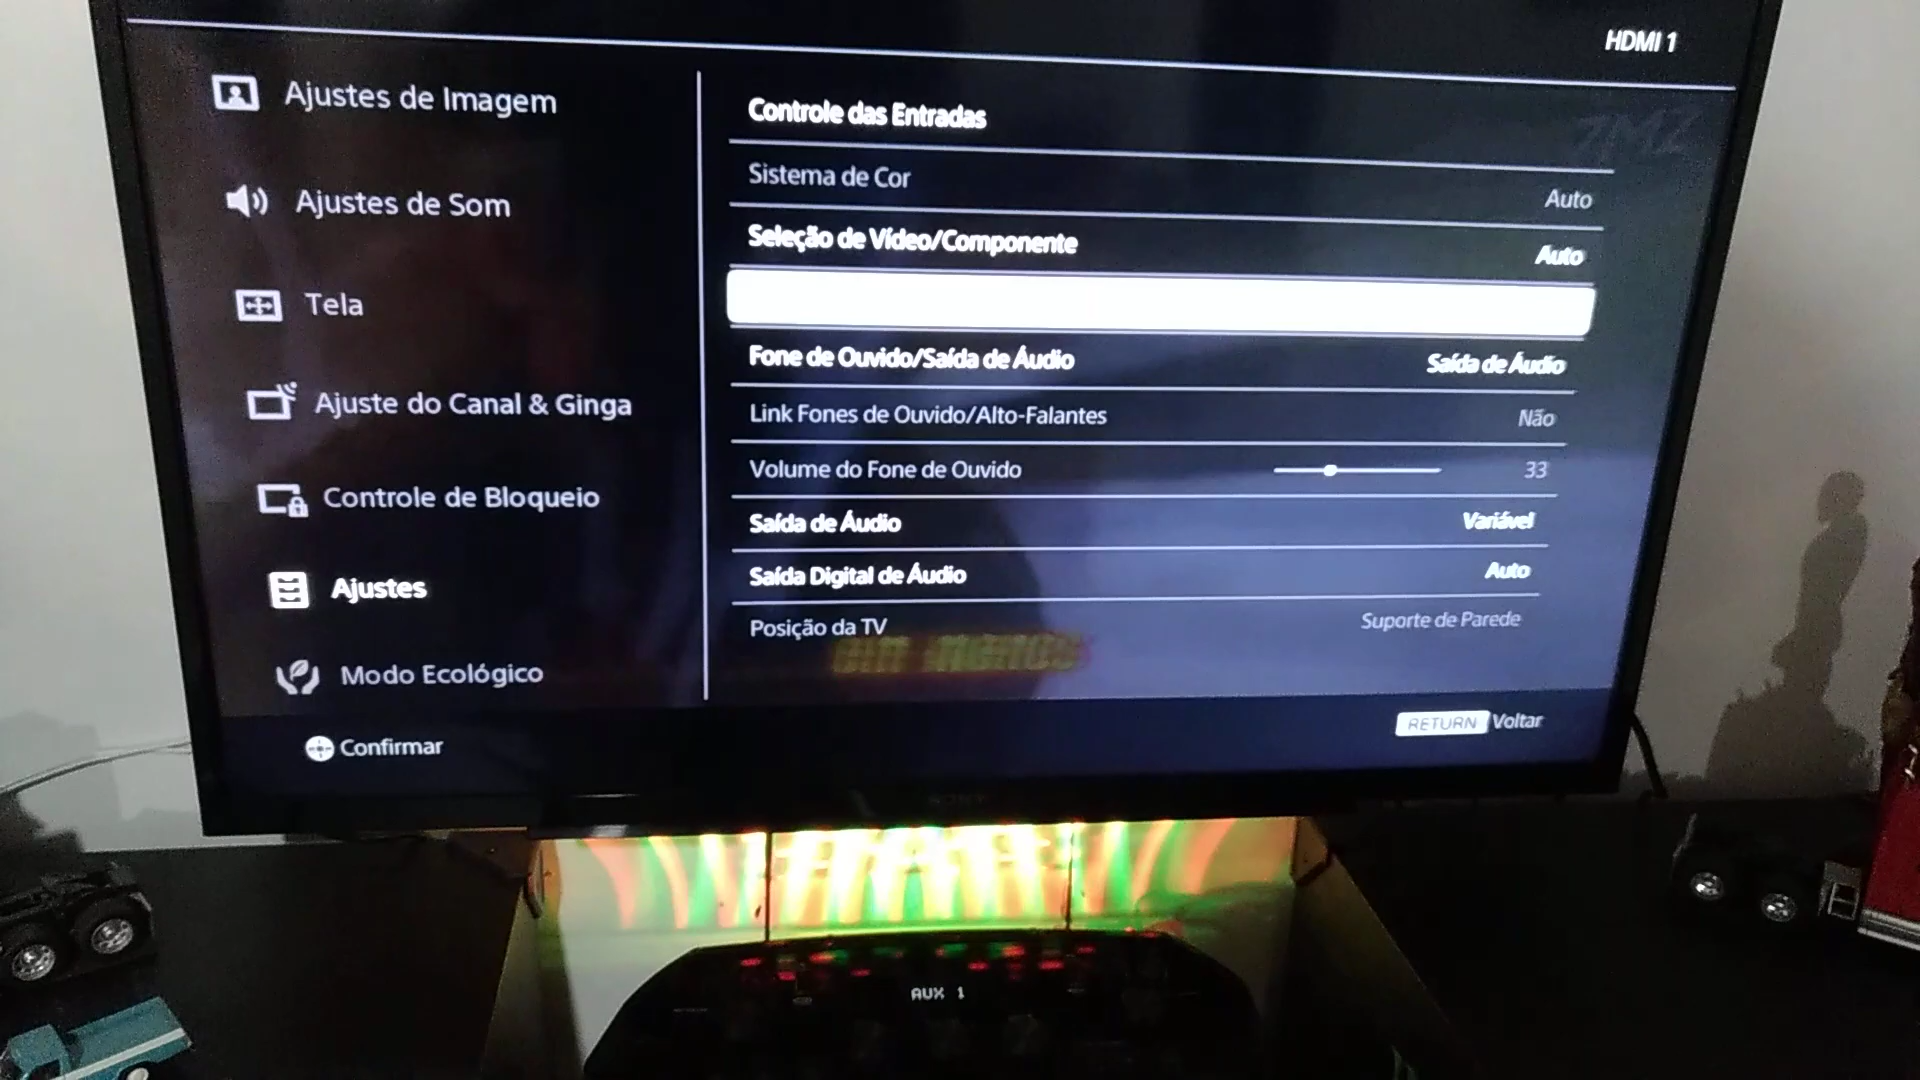 HDMI 1
Ajustes de Imagem
Ajustes de Som
Tela
Ajuste do Canal & Ginga
Controle de Bloqueio
Ajustes
Modo Ecológico
Controle das Entradas
Sistema de Cor Auto
Seleção de Vídeo/Componente Auto
Fone de Ouvido/Saída de Áudio Saída de Áudio
Link Fones de Ouvido/Alto-Falantes Não
Volume do Fone de Ouvido 33
Saída de Áudio Variável
Saída Digital de Áudio Auto
Posição da TV Suporte de Parede
Confirmar
RETURN Voltar
SONY
AUX 1